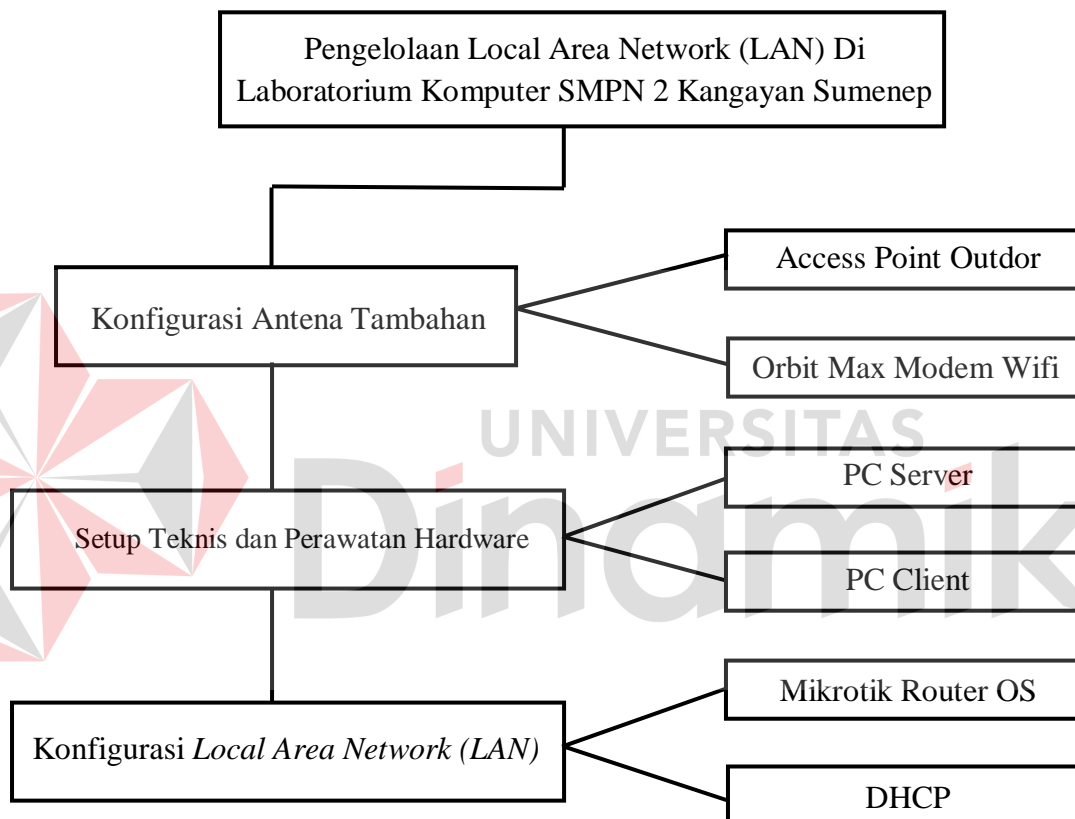 Pengelolaan Local Area Network (LAN) Di
Laboratorium Komputer SMPN 2 Kangayan Sumenep
Access Point Outdor
Konfigurasi Antena Tambahan
Orbit Max Modem Wifi
UNIVERSITAS
Dinamik
PC Server
Setup Teknis dan Perawatan Hardware
PC Client
Mikrotik Router OS
Konfigurasi Local Area Network (LAN)
DHCP